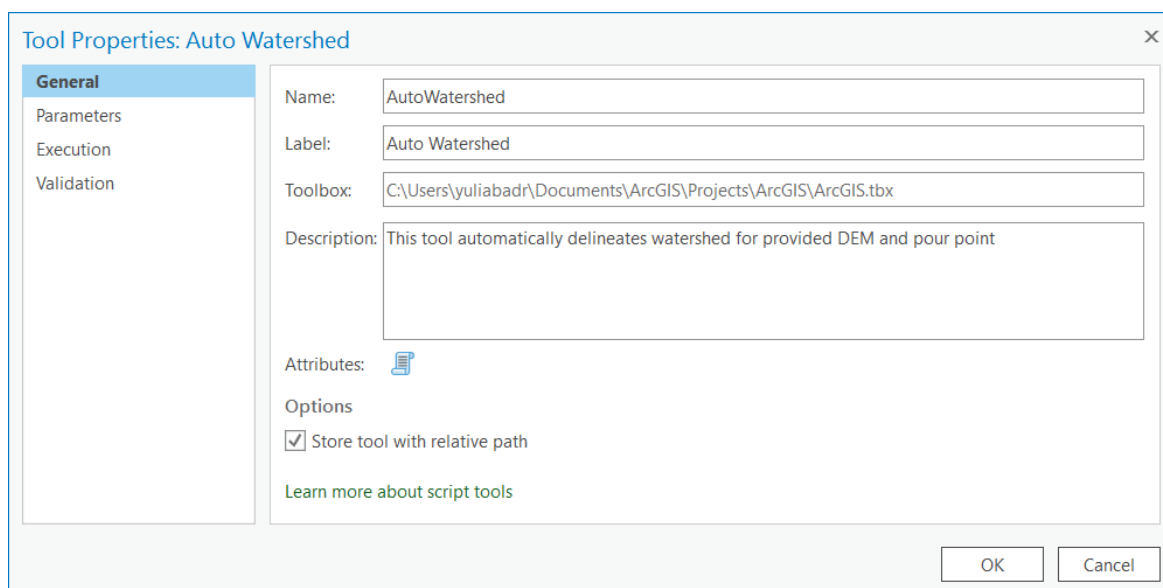 Tool Properties: Auto Watershed
General
Parameters
Execution
Validation
Name: AutoWatershed
Label: Auto Watershed
Toolbox: C:\Users\yuliabadr\Documents\ArcGIS\Projects\ArcGIS\ArcGIS.tbx
Description: This tool automatically delineates watershed for provided DEM and pour point
Attributes:
Options
Store tool with relative path
Learn more about script tools
OK Cancel